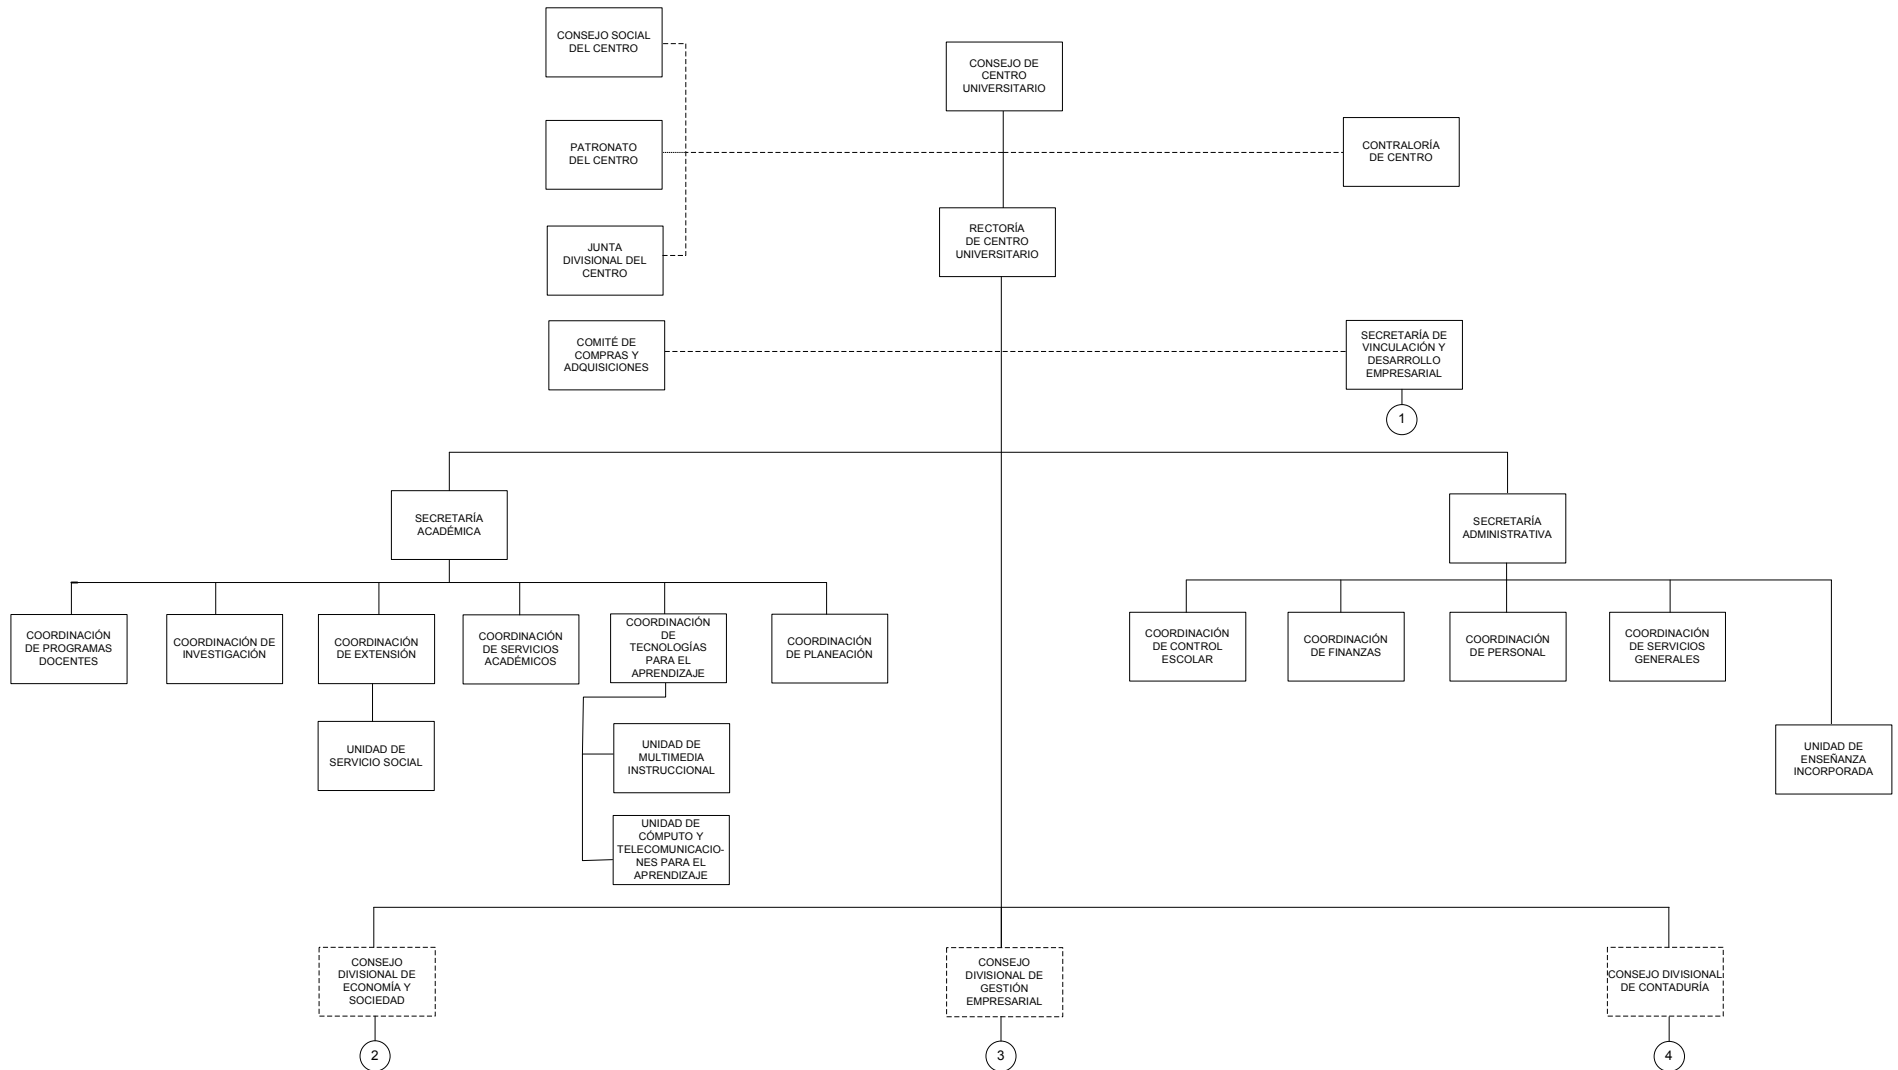 CONSEJO SOCIAL
DEL CENTRO
CONSEJO DE
CENTRO
UNIVERSITARIO
PATRONATO
DEL CENTRO
CONTRALORÍA
DE CENTRO
RECTORÍA
DE CENTRO
UNIVERSITARIO
JUNTA
DIVISIONAL DEL
CENTRO
COMITÉ DE
COMPRAS Y
ADQUISICIONES
SECRETARÍA DE
VINCULACIÓN Y
DESARROLLO
EMPRESARIAL
1
SECRETARÍA
ACADÉMICA
SECRETARÍA
ADMINISTRATIVA
COORDINACIÓN
DE PROGRAMAS
DOCENTES
COORDINACIÓN DE
INVESTIGACIÓN
COORDINACIÓN
DE EXTENSIÓN
COORDINACIÓN
DE SERVICIOS
ACADÉMICOS
COORDINACIÓN
DE
TECNOLOGÍAS
PARA EL
APRENDIZAJE
COORDINACIÓN
DE PLANEACIÓN
COORDINACIÓN
DE CONTROL
ESCOLAR
COORDINACIÓN
DE FINANZAS
COORDINACIÓN
DE PERSONAL
COORDINACIÓN
DE SERVICIOS
GENERALES
UNIDAD DE
SERVICIO SOCIAL
UNIDAD DE
MULTIMEDIA
INSTRUCCIONAL
UNIDAD DE
ENSEÑANZA
INCORPORADA
UNIDAD DE
CÓMPUTO Y
TELECOMUNICACIO-
NES PARA EL
APRENDIZAJE
CONSEJO
DIVISIONAL DE
ECONOMÍA Y
SOCIEDAD
CONSEJO
DIVISIONAL DE
GESTIÓN
EMPRESARIAL
CONSEJO DIVISIONAL
DE CONTADURÍA
2
3
4